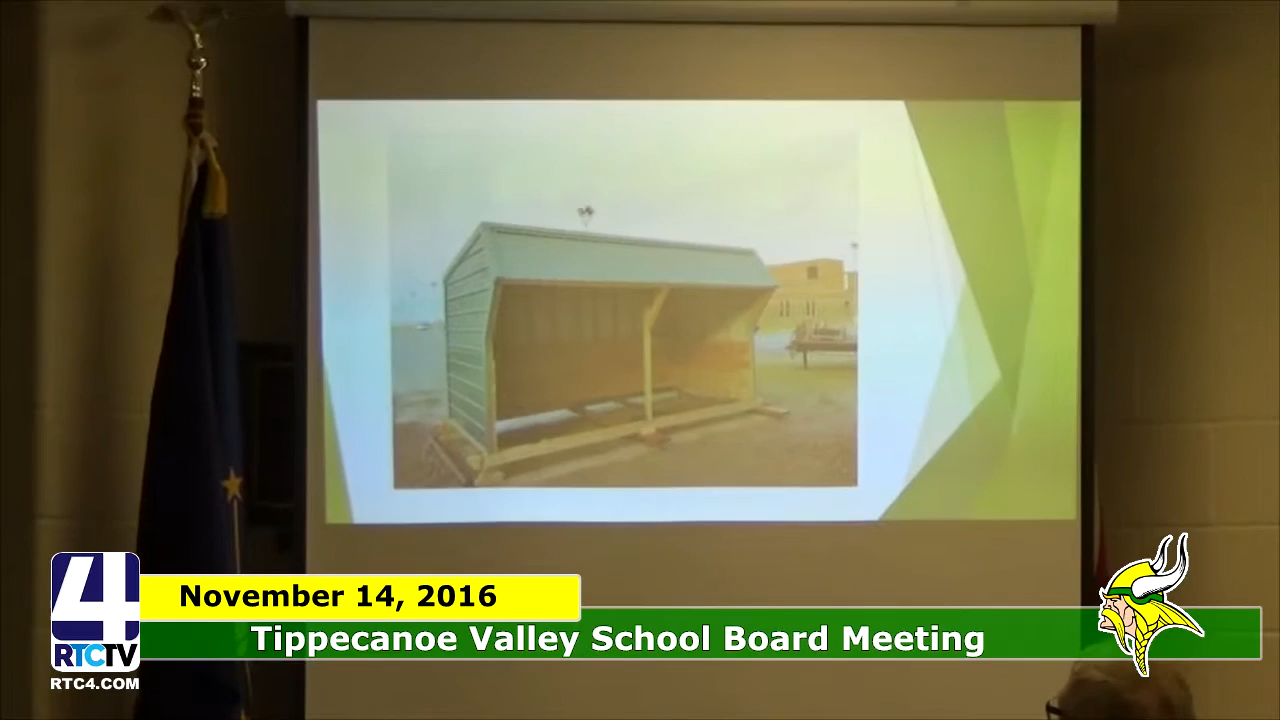 November 14, 2016
Tippecanoe Valley School Board Meeting
4
RTCTV
RTC4.COM